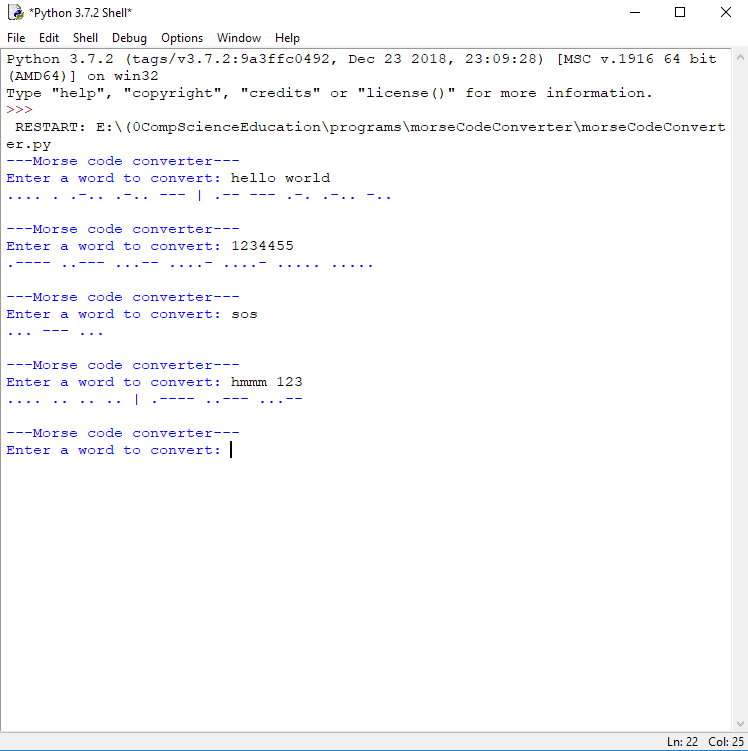 *Python 3.7.2 Shell*
File Edit Shell Debug Options Window Help
Python 3.7.2 (tags/v3.7.2:9a3ffc0492, Dec 23 2018, 23:09:28) [MSC v.1916 64 bit
(AMD64)] on win32
Type "help", "copyright", "credits" or "license()" for more information.
>>>
 RESTART: E:\(0CompScienceEducation\programs\morseCodeConverter\morseCodeConvert
er.py
---Morse code converter---
Enter a word to convert: hello world
.... . .-.. .-.. --- | .-- --- .-. .-.. -..
---Morse code converter---
Enter a word to convert: 1234455
.---- ..--- ...-- ....- ....- ..... .....
---Morse code converter---
Enter a word to convert: sos
... --- ...
---Morse code converter---
Enter a word to convert: hmmm 123
.... .. .. .. | .---- ..--- ...--
---Morse code converter---
Enter a word to convert:
Ln: 22 Col: 25